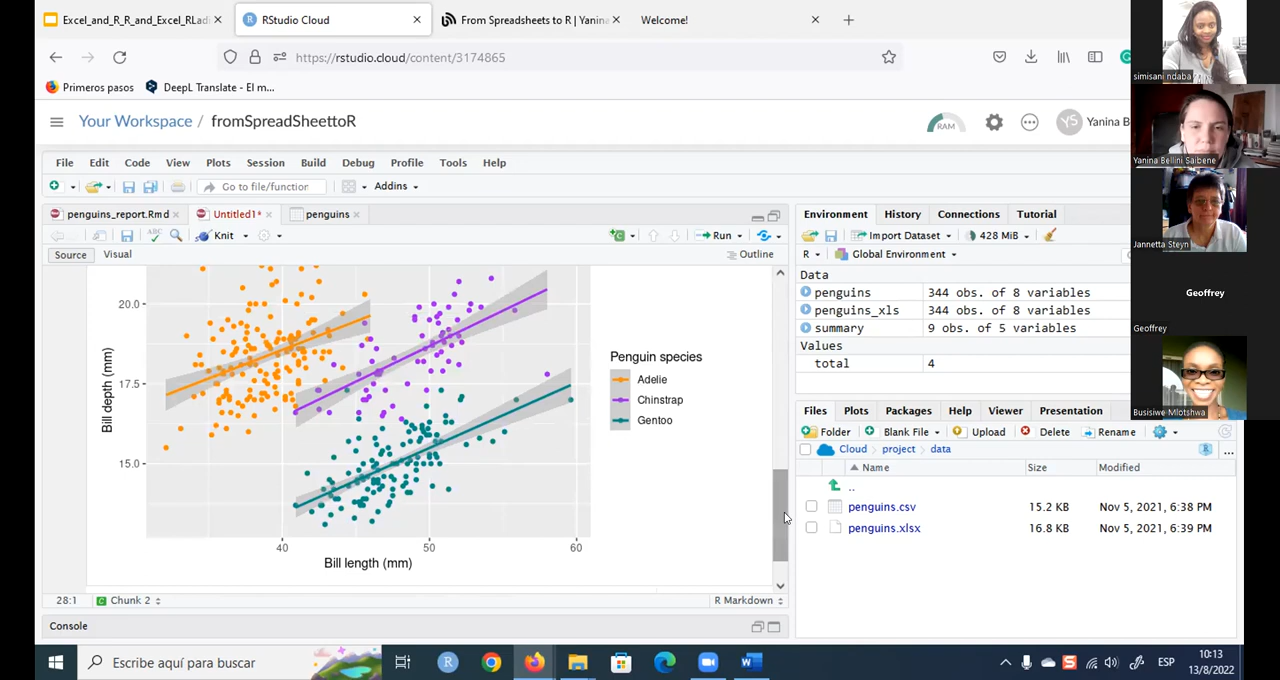 Excel_and_R_R_and_Excel_RLadi
RStudio Cloud
From Spreadsheets to R | Yanina
Welcome!
https://rstudio.cloud/content/3174865
Primeros pasos
DeepL Translate - El m...
Your Workspace / fromSpreadSheettoR
RAM
YS
Yanina B
File Edit Code View Plots Session Build Debug Profile Tools Help
Go to file/function
Addins
penguins_report.Rmd
Untitled1*
penguins
ABC
Knit
Run
Source
Visual
Outline
20.0
17.5
15.0
40
50
60
Bill depth (mm)
Bill length (mm)
Penguin species
Adelie
Chinstrap
Gentoo
28:1
Chunk 2
R Markdown
Console
Environment History Connections Tutorial
Import Dataset
428 MiB
R
Global Environment
Data
penguins 344 obs. of 8 variables
penguins_xls 344 obs. of 8 variables
summary 9 obs. of 5 variables
Values
total 4
Files Plots Packages Help Viewer Presentation
Folder
Blank File
Upload
Delete
Rename
Cloud project data
...
Name Size Modified
..
penguins.csv 15.2 KB Nov 5, 2021, 6:38 PM
penguins.xlsx 16.8 KB Nov 5, 2021, 6:39 PM
simisani ndaba
Yanina Bellini Saibene
Jannetta Steyn
Geoffrey
Geoffrey
Busisiwe Mlotshwa
Escribe aquí para buscar
ESP
10:13
13/8/2022